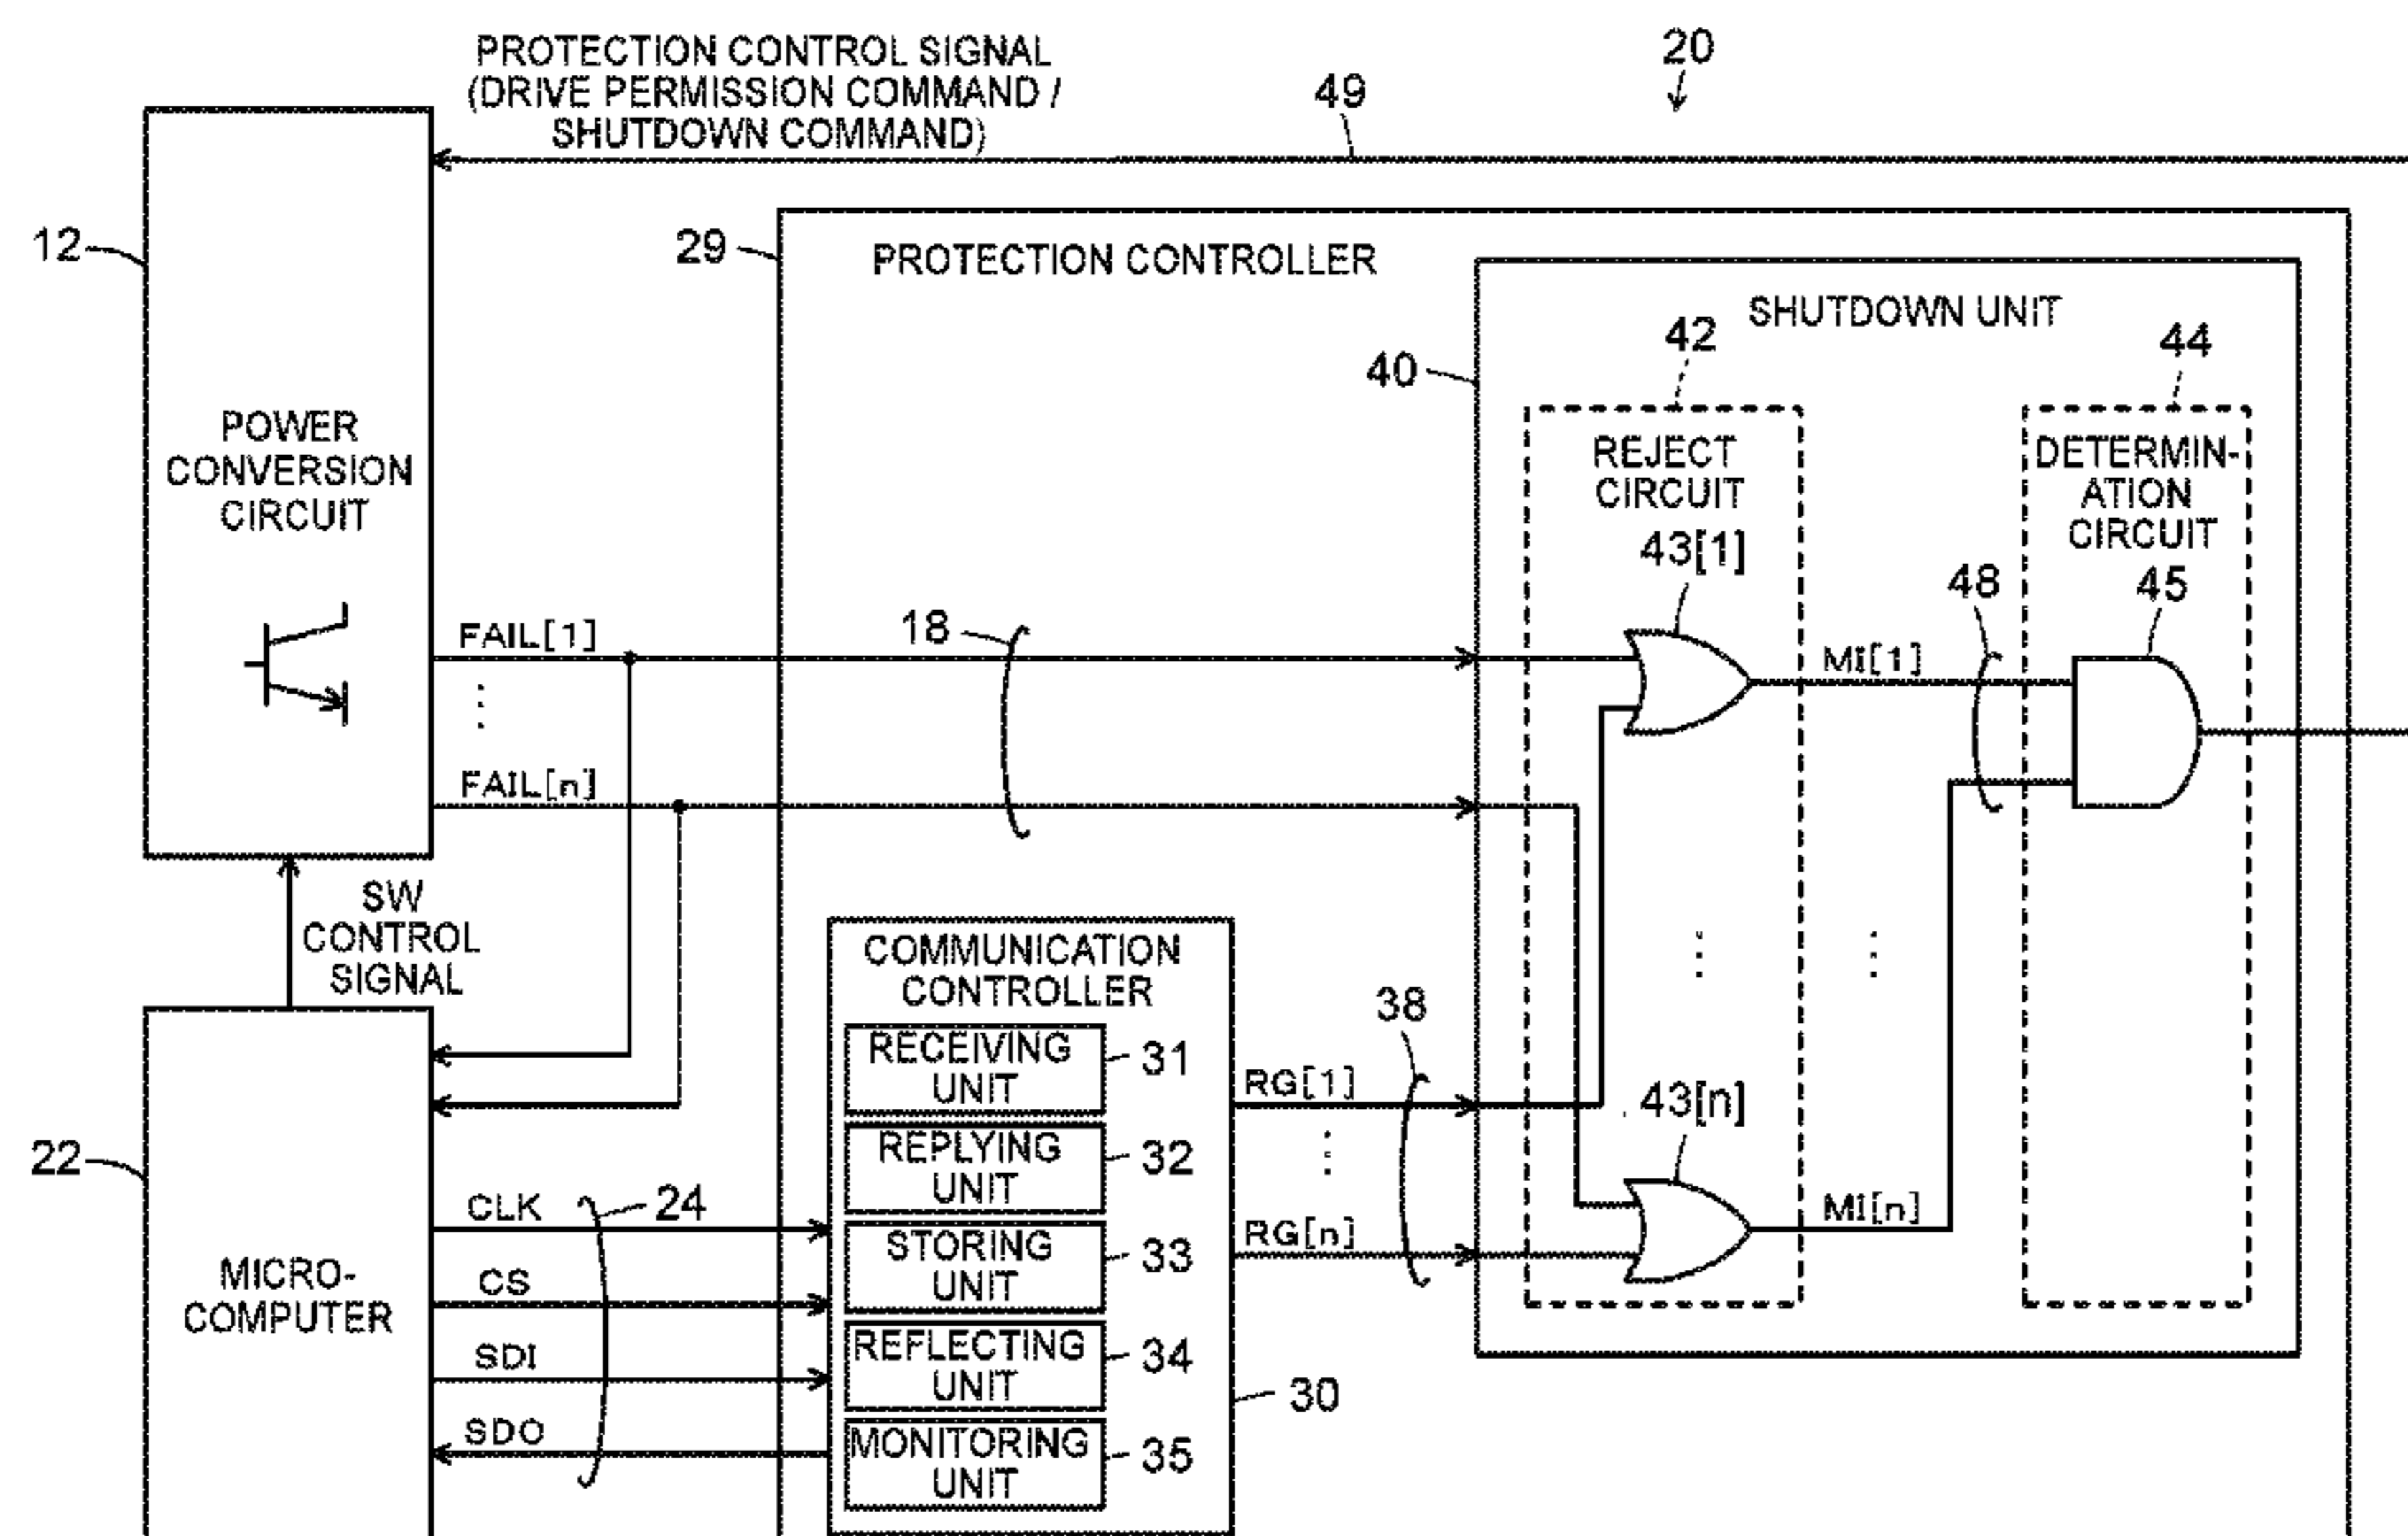 PROTECTION CONTROL SIGNAL
(DRIVE PERMISSION COMMAND /
SHUTDOWN COMMAND)
49
20
12
POWER
CONVERSION
CIRCUIT
29
PROTECTION CONTROLLER
40
SHUTDOWN UNIT
42
44
REJECT
CIRCUIT
DETERMIN-
ATION
CIRCUIT
43[1]
45
48
18
FAIL[1]
MI[1]
FAIL[n]
SW
CONTROL
SIGNAL
22
MICRO-
COMPUTER
CLK
CS
SDI
SDO
24
COMMUNICATION
CONTROLLER
RECEIVING
UNIT
31
REPLYING
UNIT
32
STORING
UNIT
33
REFLECTING
UNIT
34
MONITORING
UNIT
35
30
38
RG[1]
RG[n]
43[n]
MI[n]